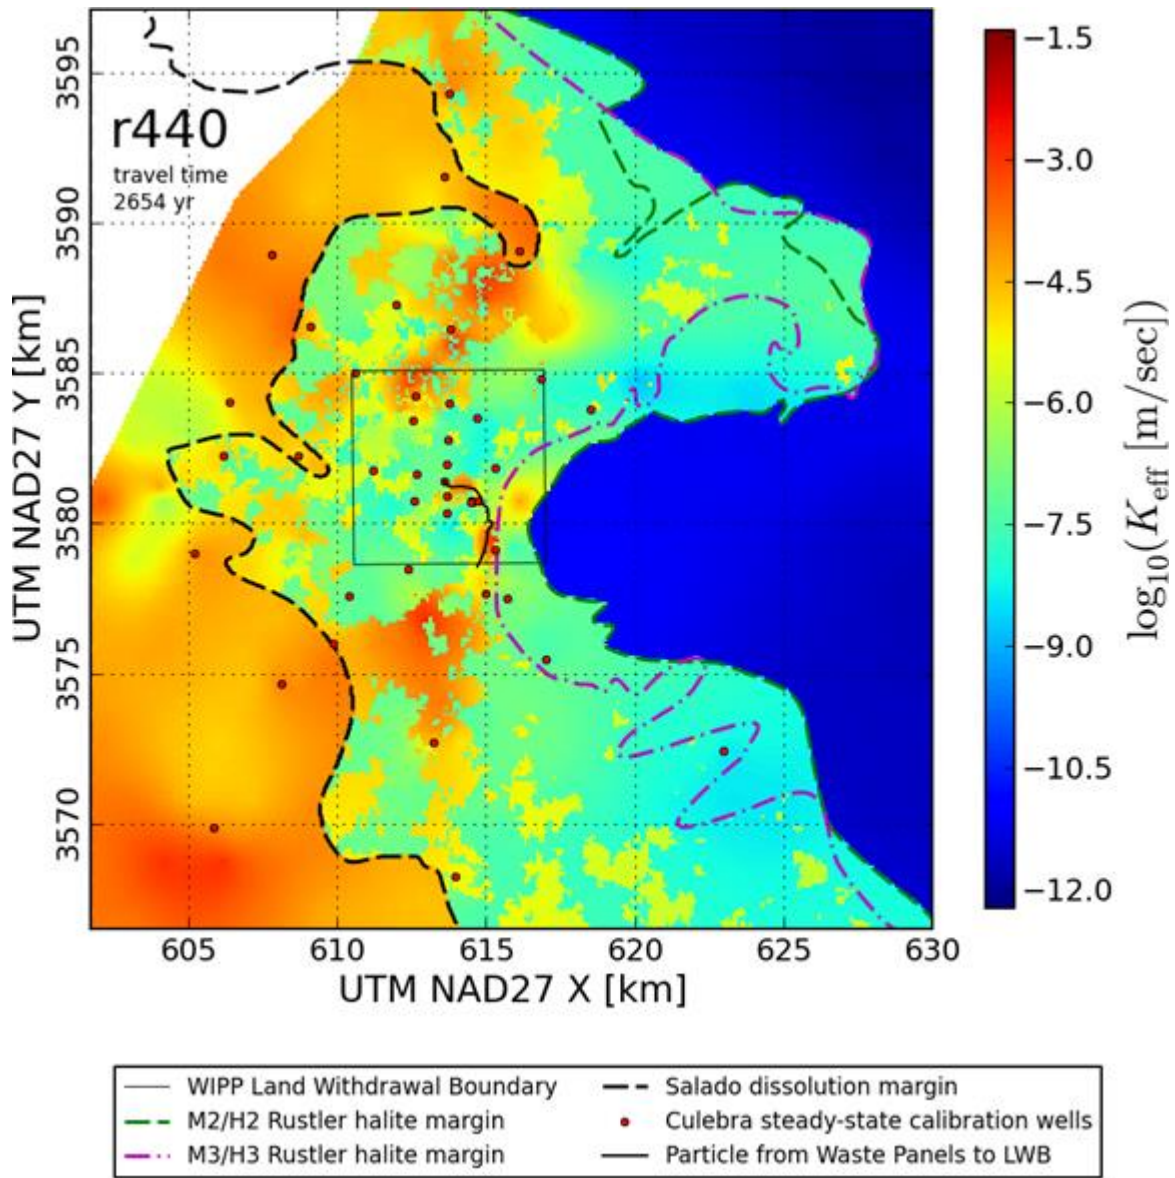 r440
travel time
2654 yr
3595
3590
3585
3580
3575
3570
UTM NAD27 Y [km]
605 610 615 620 625 630
UTM NAD27 X [km]
−1.5
−3.0
−4.5
−6.0
−7.5
−9.0
−10.5
−12.0
log10(Keff [m/sec])
WIPP Land Withdrawal Boundary
M2/H2 Rustler halite margin
M3/H3 Rustler halite margin
Salado dissolution margin
Culebra steady-state calibration wells
Particle from Waste Panels to LWB